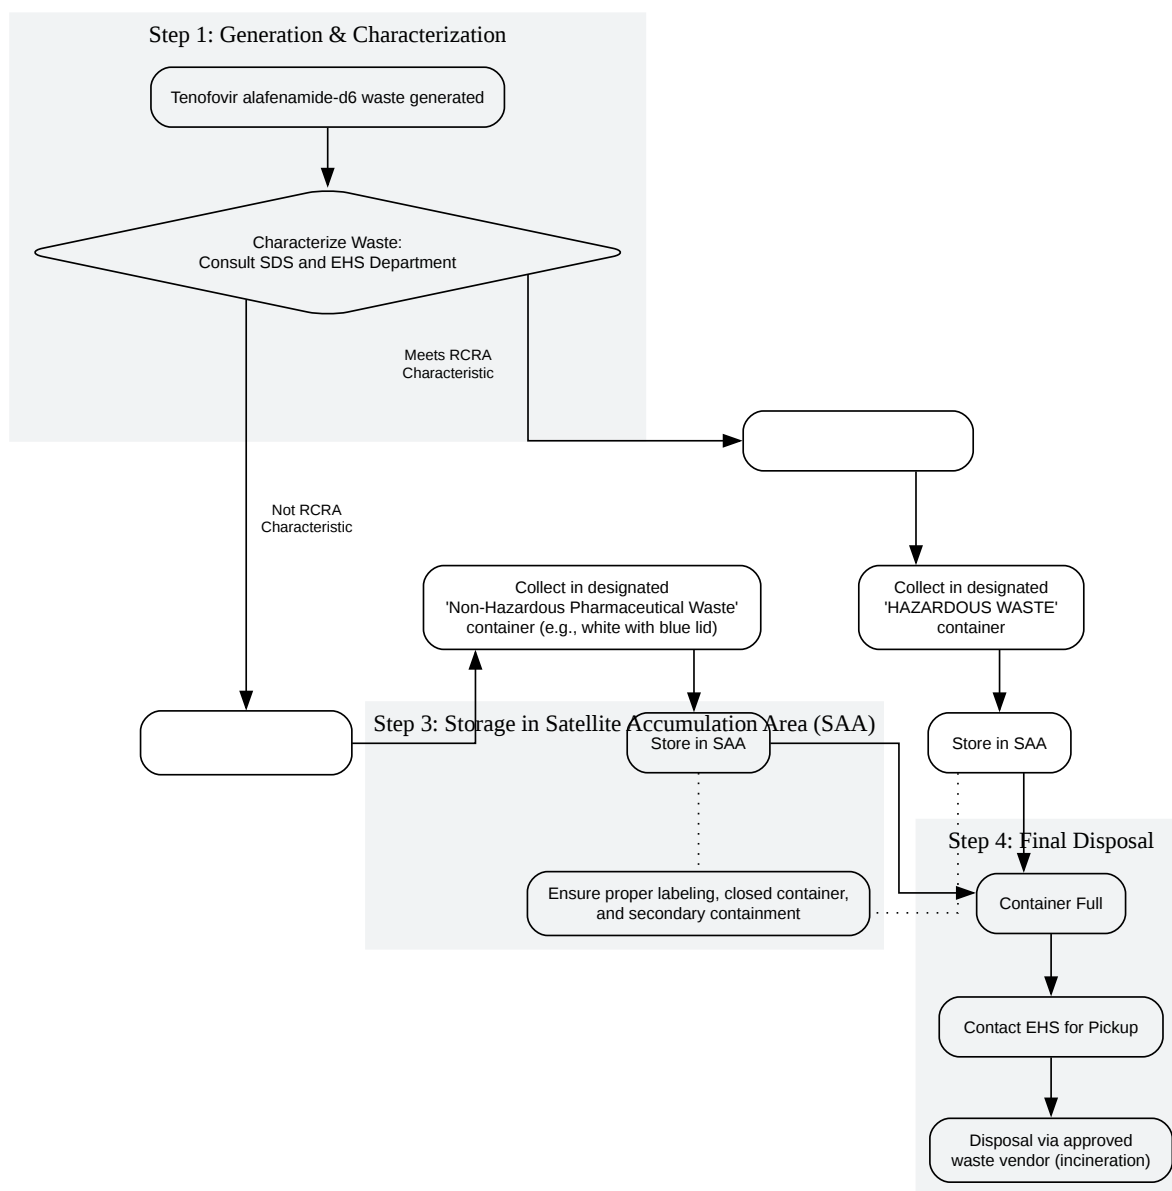 Step 1: Generation & Characterization
Tenofovir alafenamide-d6 waste generated
Characterize Waste:
Consult SDS and EHS Department
Meets RCRA
Characteristic
Not RCRA
Characteristic
Collect in designated
'Non-Hazardous Pharmaceutical Waste'
container (e.g., white with blue lid)
Collect in designated
'HAZARDOUS WASTE'
container
Step 3: Storage in Satellite Accumulation Area (SAA)
Store in SAA
Store in SAA
Step 4: Final Disposal
Ensure proper labeling, closed container,
and secondary containment
Container Full
Contact EHS for Pickup
Disposal via approved
waste vendor (incineration)